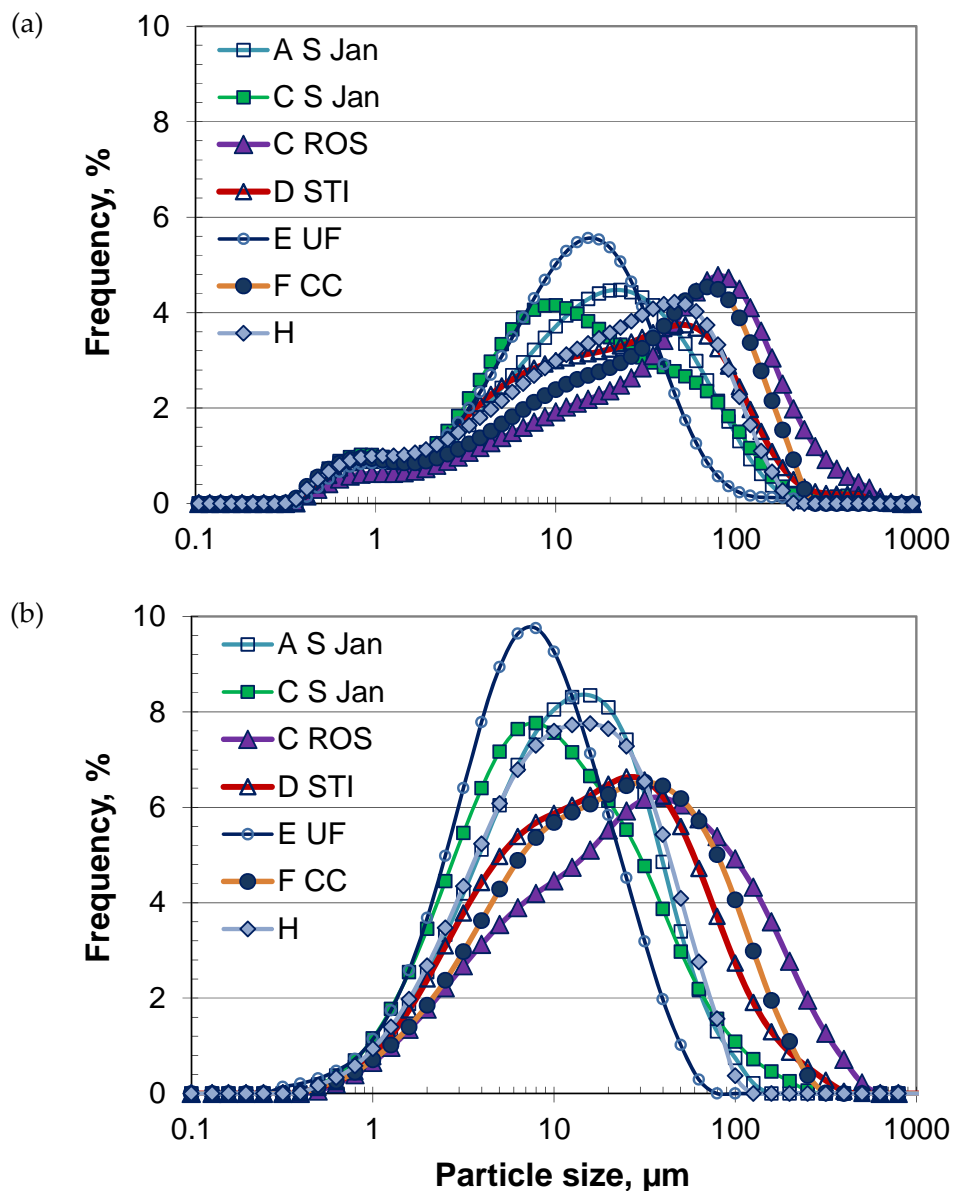 (a)
10
8
6
4
2
0
Frequency, %
A S Jan
C S Jan
C ROS
D STI
E UF
F CC
H
0.1 1 10 100 1000
(b)
10
8
6
4
2
0
Frequency, %
A S Jan
C S Jan
C ROS
D STI
E UF
F CC
H
0.1 1 10 100 1000
Particle size, µm